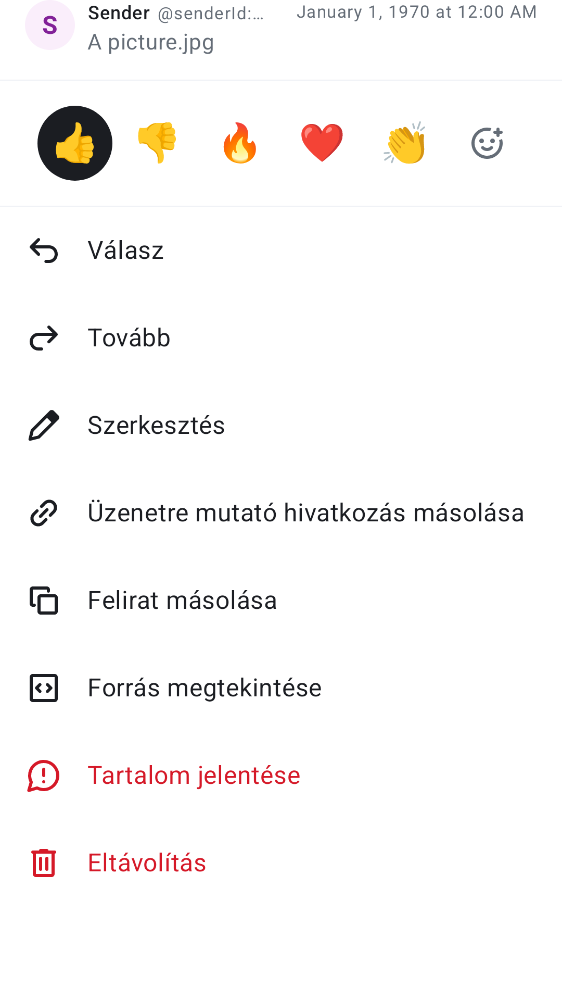 S
Sender @senderId:… January 1, 1970 at 12:00 AM
A picture.jpg
Válasz
Tovább
Szerkesztés
Üzenetre mutató hivatkozás másolása
Felirat másolása
Forrás megtekintése
Tartalom jelentése
Eltávolítás